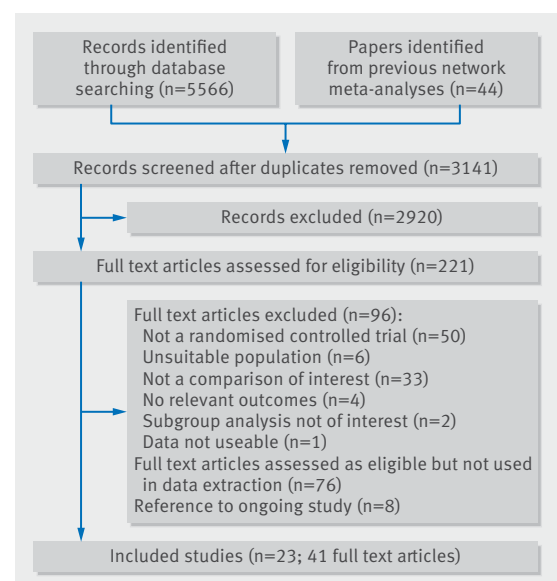 Records identified
through database
searching (n=5566)
Papers identified
from previous network
meta-analyses (n=44)
Records screened after duplicates removed (n=3141)
Records excluded (n=2920)
Full text articles assessed for eligibility (n=221)
Full text articles excluded (n=96):
Not a randomised controlled trial (n=50)
Unsuitable population (n=6)
Not a comparison of interest (n=33)
No relevant outcomes (n=4)
Subgroup analysis not of interest (n=2)
Data not useable (n=1)
Full text articles assessed as eligible but not used
in data extraction (n=76)
Reference to ongoing study (n=8)
Included studies (n=23; 41 full text articles)